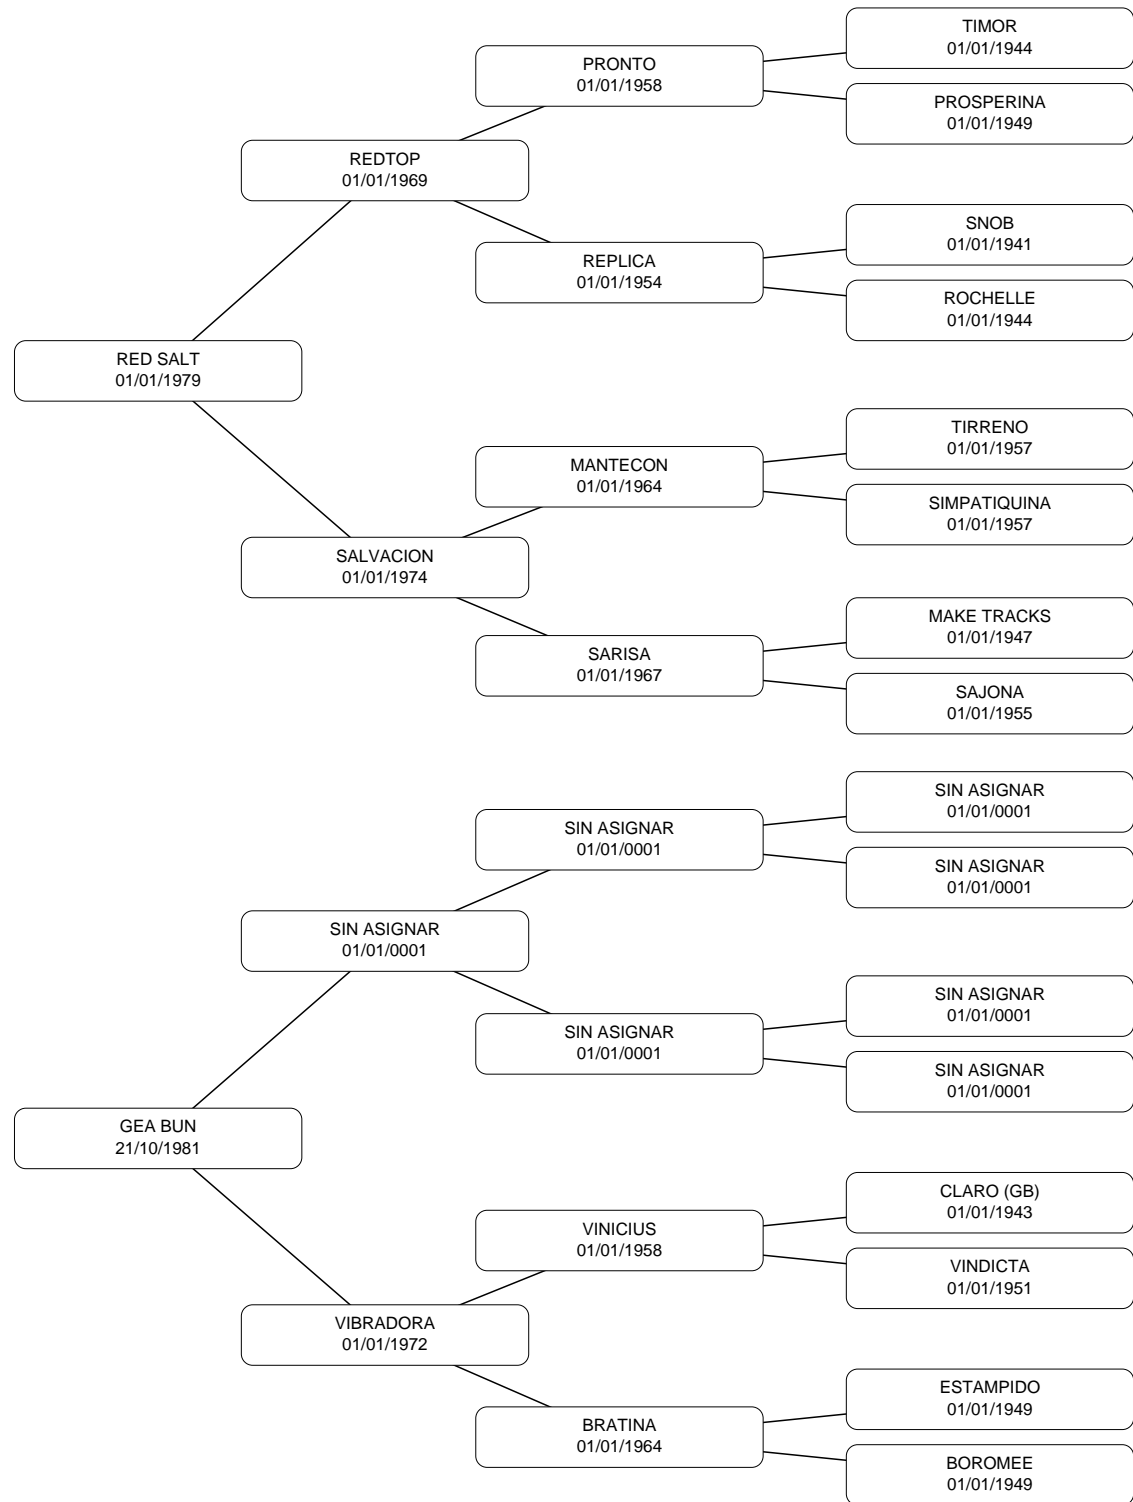 TIMOR
01/01/1944
PRONTO
01/01/1958
PROSPERINA
01/01/1949
REDTOP
01/01/1969
SNOB
01/01/1941
REPLICA
01/01/1954
ROCHELLE
01/01/1944
RED SALT
01/01/1979
TIRRENO
01/01/1957
MANTECON
01/01/1964
SIMPATIQUINA
01/01/1957
SALVACION
01/01/1974
MAKE TRACKS
01/01/1947
SARISA
01/01/1967
SAJONA
01/01/1955
SIN ASIGNAR
01/01/0001
SIN ASIGNAR
01/01/0001
SIN ASIGNAR
01/01/0001
SIN ASIGNAR
01/01/0001
SIN ASIGNAR
01/01/0001
SIN ASIGNAR
01/01/0001
SIN ASIGNAR
01/01/0001
GEA BUN
21/10/1981
CLARO (GB)
01/01/1943
VINICIUS
01/01/1958
VINDICTA
01/01/1951
VIBRADORA
01/01/1972
ESTAMPIDO
01/01/1949
BRATINA
01/01/1964
BOROMEE
01/01/1949